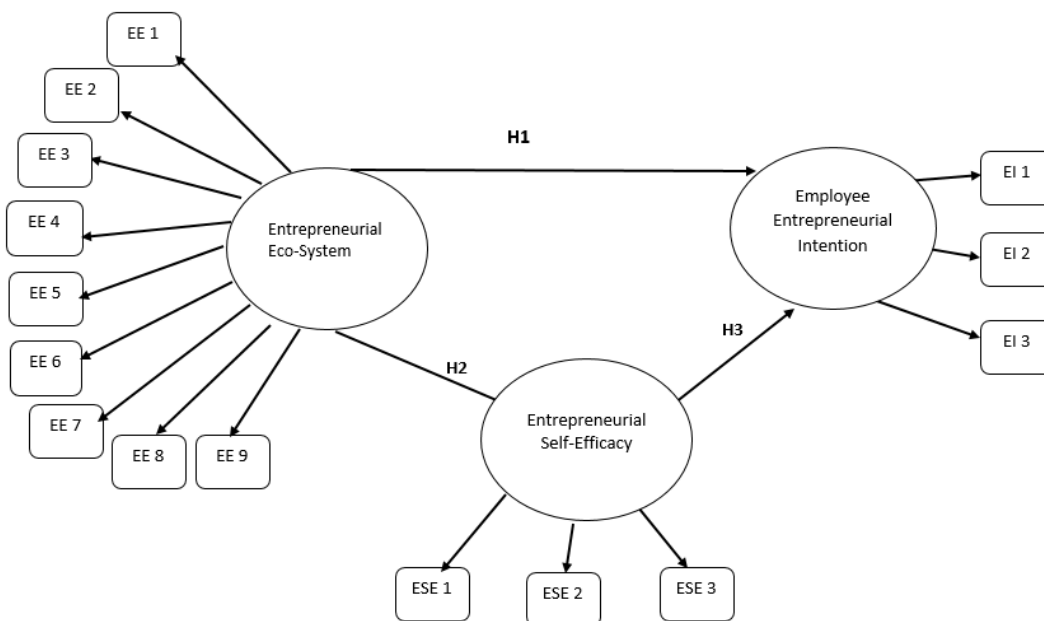 EE 1
EE 2
EE 3
EE 4
EE 5
EE 6
EE 7
EE 8
EE 9
Entrepreneurial
Eco-System
H1
H2
H3
Entrepreneurial
Self-Efficacy
Employee
Entrepreneurial
Intention
EI 1
EI 2
EI 3
ESE 1
ESE 2
ESE 3